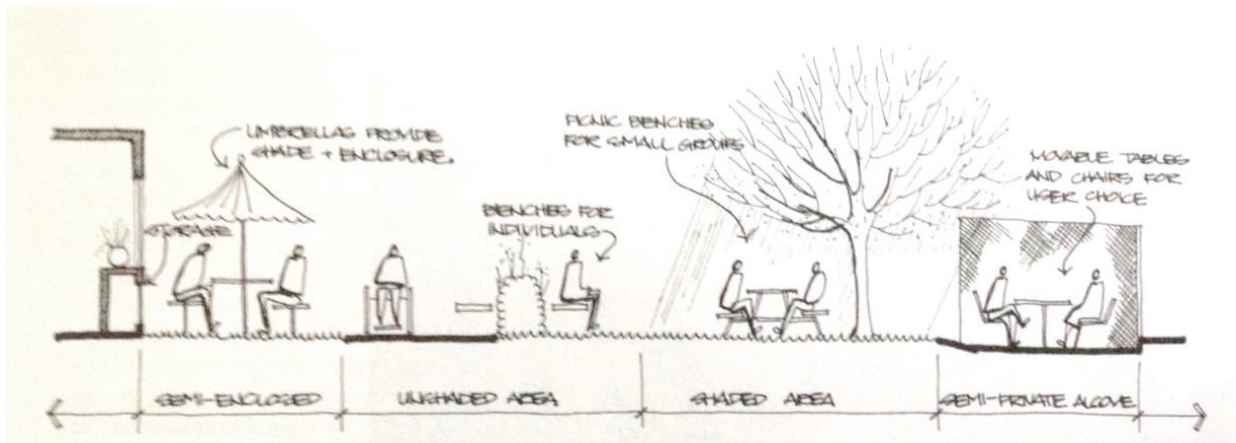 UMBRELLAS PROVIDE
SHADE + ENCLOSURE.
STORAGE
BENCHES FOR
INDIVIDUALS
PICNIC BENCHES
FOR SMALL GROUPS
MOVABLE TABLES
AND CHAIRS FOR
USER CHOICE
SEMI-ENCLOSED
UNSHADED AREA
SHADED AREA
SEMI-PRIVATE ALCOVE